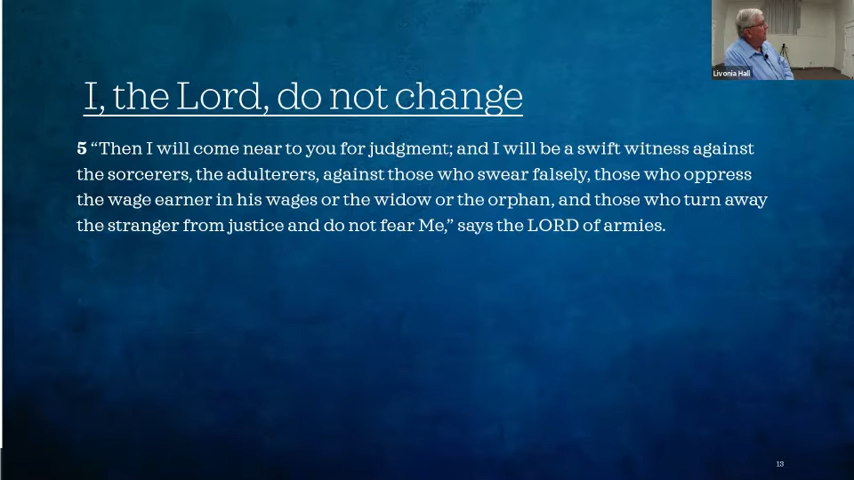 Livonia Hall
I, the Lord, do not change
5 “Then I will come near to you for judgment; and I will be a swift witness against
the sorcerers, the adulterers, against those who swear falsely, those who oppress
the wage earner in his wages or the widow or the orphan, and those who turn away
the stranger from justice and do not fear Me,” says the LORD of armies.
13